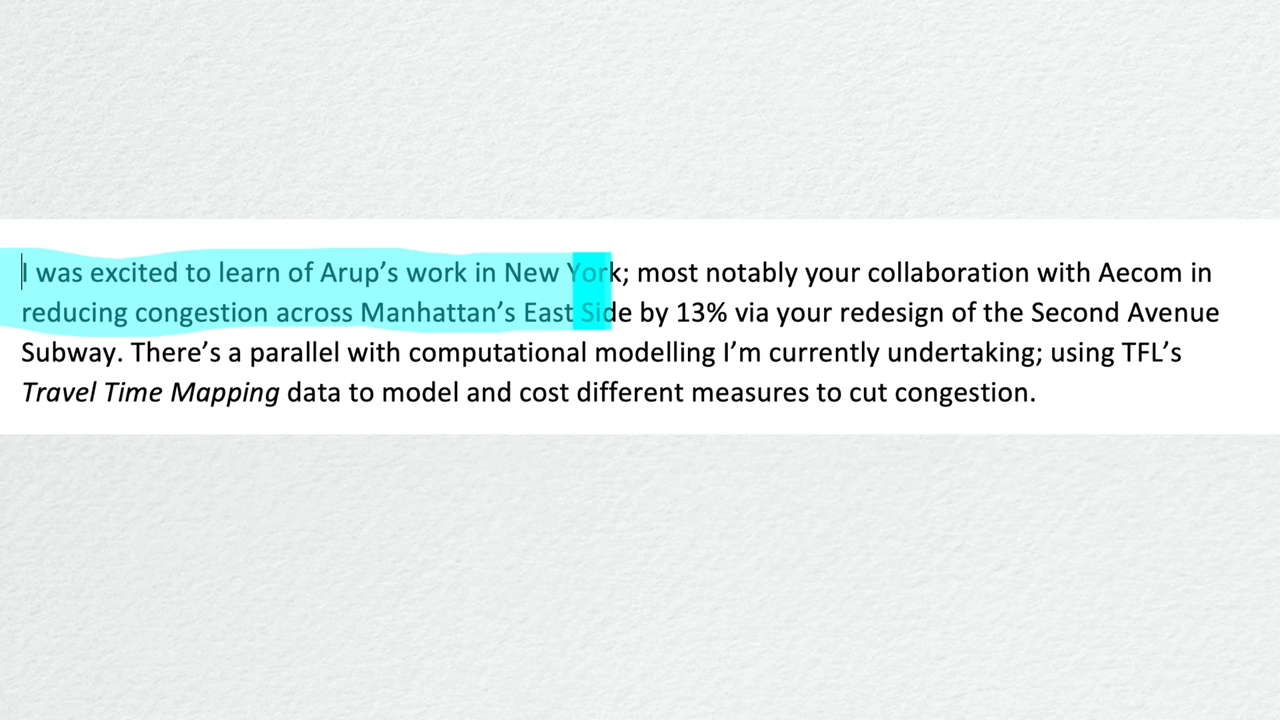 I was excited to learn of Arup’s work in New York; most notably your collaboration with Aecom in
reducing congestion across Manhattan’s East Side by 13% via your redesign of the Second Avenue
Subway. There’s a parallel with computational modelling I’m currently undertaking; using TFL’s
Travel Time Mapping data to model and cost different measures to cut congestion.